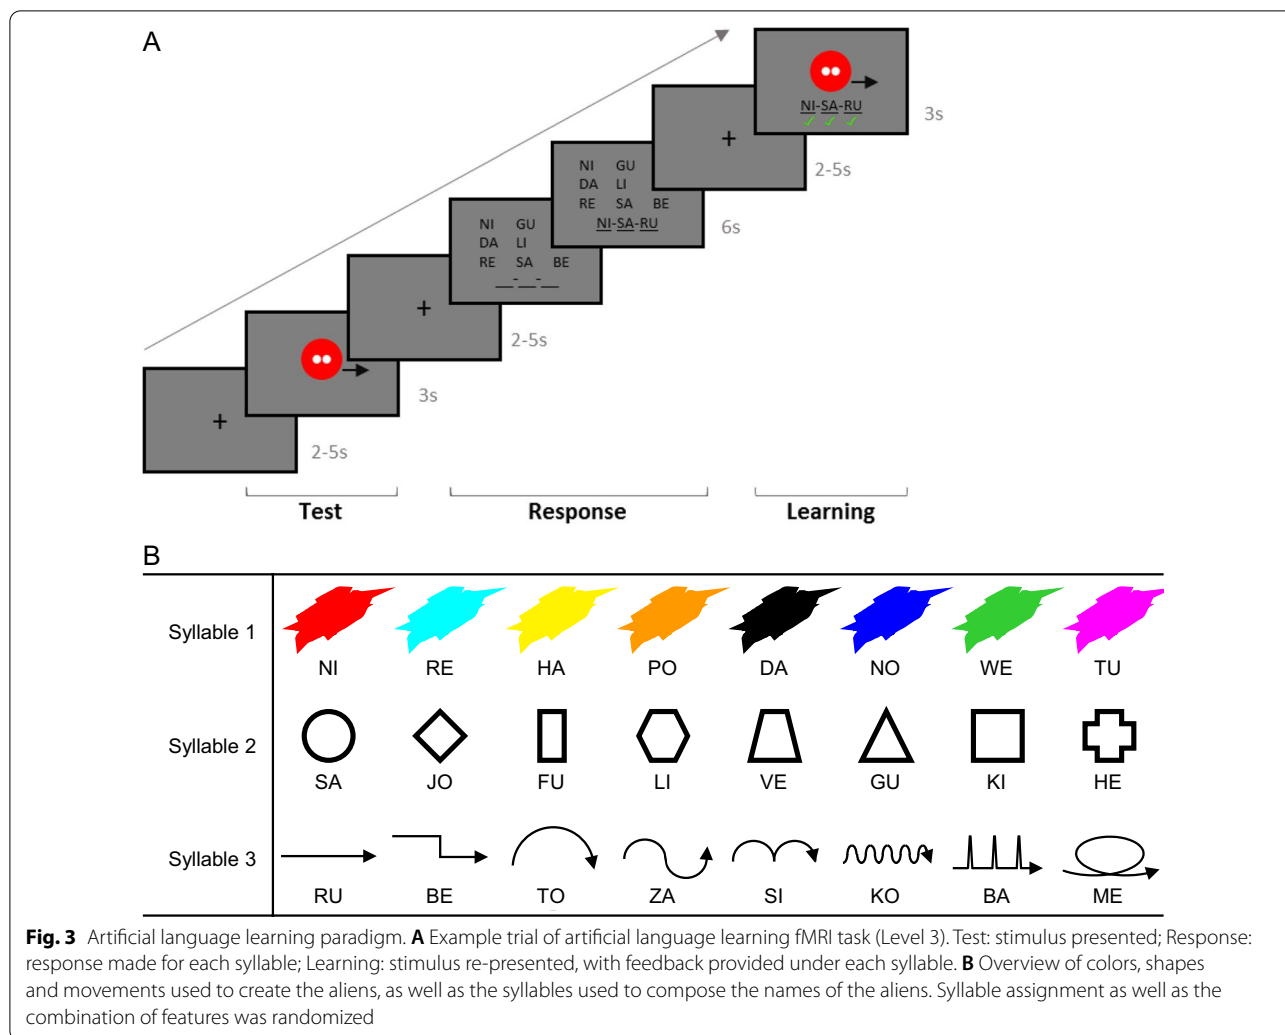 A
NI-SA-RU
3s
+
2-5s
NI GU
DA LI
RE SA BE
NI-SA-RU
6s
NI GU
DA LI
RE SA BE
__-__-__
+
2-5s
3s
+
2-5s
Test Response Learning
B
Syllable 1
NI RE HA PO DA NO WE TU
Syllable 2
SA JO FU LI VE GU KI HE
Syllable 3
RU BE TO ZA SI KO BA ME
Fig. 3 Artificial language learning paradigm. A Example trial of artificial language learning fMRI task (Level 3). Test: stimulus presented; Response:
response made for each syllable; Learning: stimulus re-presented, with feedback provided under each syllable. B Overview of colors, shapes
and movements used to create the aliens, as well as the syllables used to compose the names of the aliens. Syllable assignment as well as the
combination of features was randomized